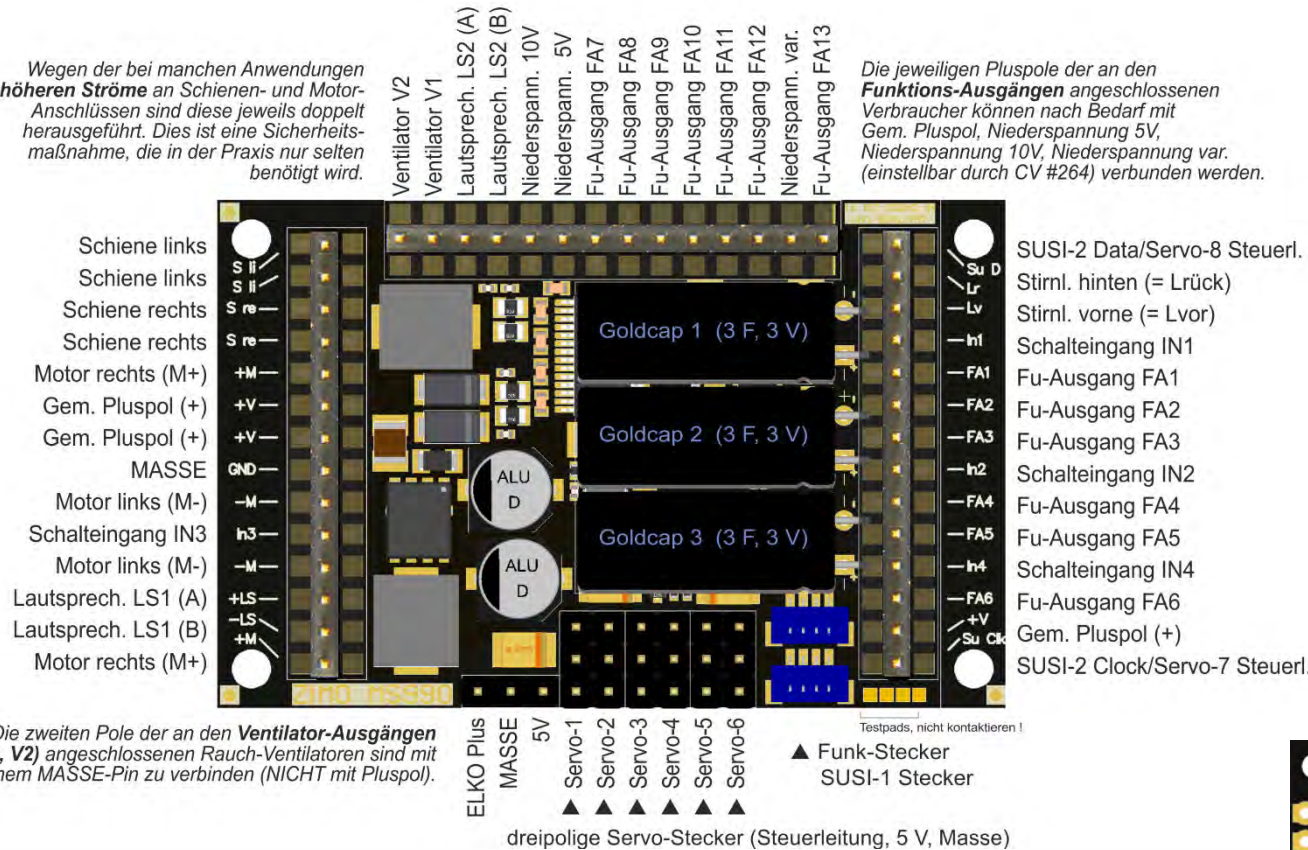 Wegen der bei manchen Anwendungen
höheren Ströme an Schienen- und Motor-
Anschlüssen sind diese jeweils doppelt
herausgeführt. Dies ist eine Sicherheits-
maßnahme, die in der Praxis nur selten
benötigt wird.
Ventilator V2
Ventilator V1
Lautsprech. LS2 (A)
Lautsprech. LS2 (B)
Niederspann. 10V
Niederspann. 5V
Fu-Ausgang FA7
Fu-Ausgang FA8
Fu-Ausgang FA9
Fu-Ausgang FA10
Fu-Ausgang FA11
Fu-Ausgang FA12
Niederspann. var.
Fu-Ausgang FA13
Die jeweiligen Pluspole der an den
Funktions-Ausgängen angeschlossenen
Verbraucher können nach Bedarf mit
Gem. Pluspol, Niederspannung 5V,
Niederspannung 10V, Niederspannung var.
(einstellbar durch CV #264) verbunden werden.
Schiene links
Schiene links
Schiene rechts
Schiene rechts
Motor rechts (M+)
Gem. Pluspol (+)
Gem. Pluspol (+)
MASSE
Motor links (M-)
Schalteingang IN3
Motor links (M-)
Lautsprech. LS1 (A)
Lautsprech. LS1 (B)
Motor rechts (M+)
S li
S li
S re
S re
+M
+V
+V
GND
-M
In3
-M
+LS
-LS
+M
Goldcap 1 (3 F, 3 V)
Goldcap 2 (3 F, 3 V)
Goldcap 3 (3 F, 3 V)
ALU
D
ALU
D
ZIMO MS990
Su D
Lr
Lv
In1
FA1
FA2
FA3
In2
FA4
FA5
In4
FA6
+V
Su Clk
SUSI-2 Data/Servo-8 Steuerl.
Stirnl. hinten (= Lrück)
Stirnl. vorne (= Lvor)
Schalteingang IN1
Fu-Ausgang FA1
Fu-Ausgang FA2
Fu-Ausgang FA3
Schalteingang IN2
Fu-Ausgang FA4
Fu-Ausgang FA5
Schalteingang IN4
Fu-Ausgang FA6
Gem. Pluspol (+)
SUSI-2 Clock/Servo-7 Steuerl.
Testpads, nicht kontaktieren !
Die zweiten Pole der an den Ventilator-Ausgängen
, V2) angeschlossenen Rauch-Ventilatoren sind mit
nem MASSE-Pin zu verbinden (NICHT mit Pluspol).
ELKO Plus
MASSE
5V
▲ Servo-1
▲ Servo-2
▲ Servo-3
▲ Servo-4
▲ Servo-5
▲ Servo-6
▲ Funk-Stecker
SUSI-1 Stecker
dreipolige Servo-Stecker (Steuerleitung, 5 V, Masse)